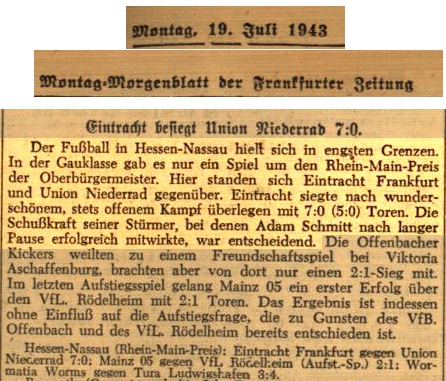 Montag, 19. Juli 1943
Montag-Morgenblatt der Frankfurter Zeitung
Eintracht besiegt Union Niederrad 7:0.
Der Fußball in Hessen-Nassau hielt sich in engsten Grenzen.
In der Gauklasse gab es nur ein Spiel um den Rhein-Main-Preis
der Oberbürgermeister. Hier standen sich Eintracht Frankfurt
und Union Niederrad gegenüber. Eintracht siegte nach wunder-
schönem, stets offenem Kampf überlegen mit 7:0 (5:0) Toren. Die
Schußkraft seiner Stürmer, bei denen Adam Schmitt nach langer
Pause erfolgreich mitwirkte, war entscheidend. Die Offenbacher
Kickers weilten zu einem Freundschaftsspiel bei Viktoria
Aschaffenburg, brachten aber von dort nur einen 2:1-Sieg mit.
Im letzten Aufstiegsspiel gelang Mainz 05 ein erster Erfolg über
den VfL. Rödelheim mit 2:1 Toren. Das Ergebnis ist indessen
ohne Einfluß auf die Aufstiegsfrage, die zu Gunsten des VfB.
Offenbach und des VfL. Rödelheim bereits entschieden ist.
Hessen-Nassau (Rhein-Main-Preis): Eintracht Frankfurt gegen Union
Niederrad 7:0; Mainz 05 gegen VfL Rödelheim (Aufst.-Sp.) 2:1; Wor-
matia Worms gegen Tura Ludwigshafen 3:4.